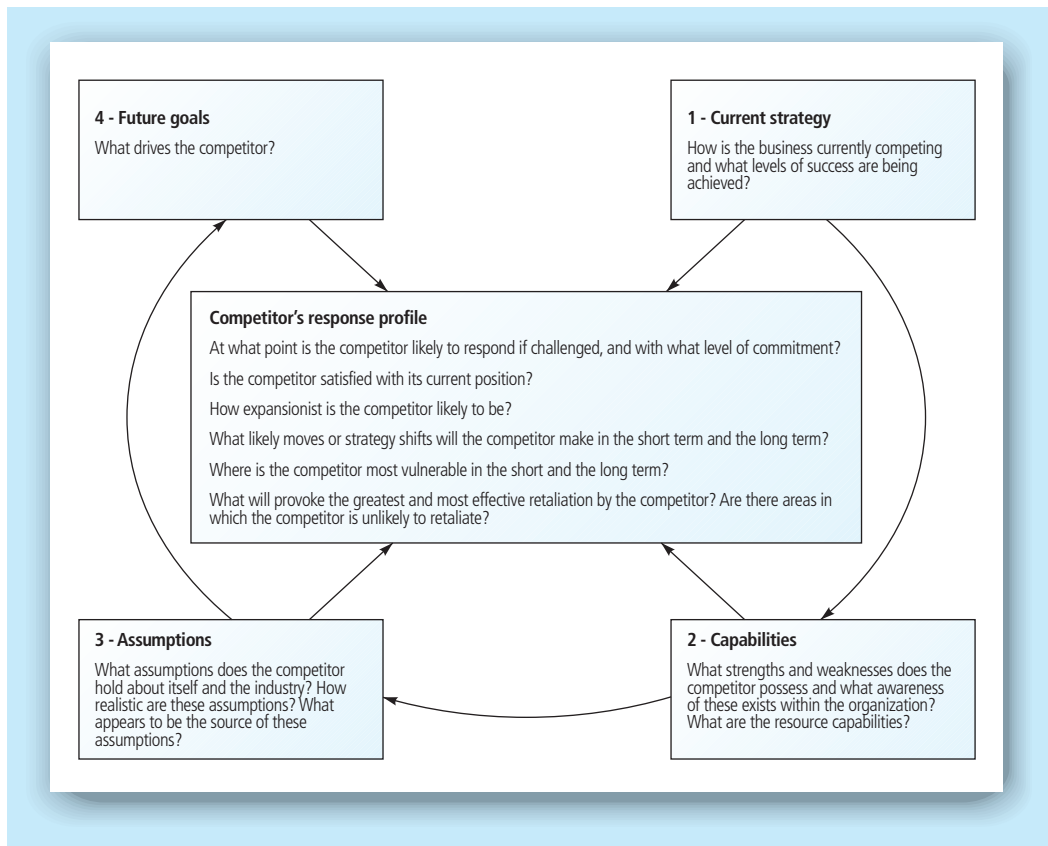 4 - Future goals
What drives the competitor?
1 - Current strategy
How is the business currently competing
and what levels of success are being
achieved?
Competitor's response profile
At what point is the competitor likely to respond if challenged, and with what level of commitment?
Is the competitor satisfied with its current position?
How expansionist is the competitor likely to be?
What likely moves or strategy shifts will the competitor make in the short term and the long term?
Where is the competitor most vulnerable in the short and the long term?
What will provoke the greatest and most effective retaliation by the competitor? Are there areas in
which the competitor is unlikely to retaliate?
3 - Assumptions
What assumptions does the competitor
hold about itself and the industry? How
realistic are these assumptions? What
appears to be the source of these
assumptions?
2 - Capabilities
What strengths and weaknesses does the
competitor possess and what awareness
of these exists within the organization?
What are the resource capabilities?